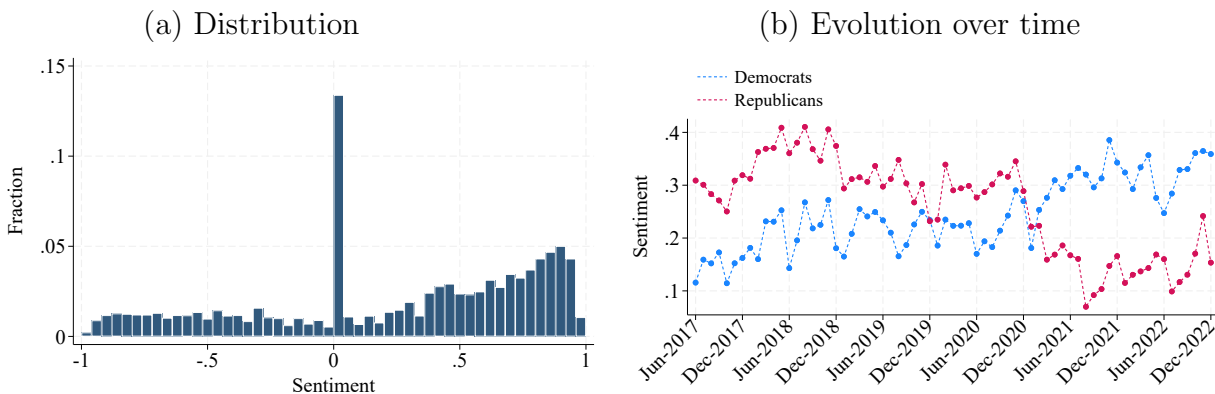 (a) Distribution
.15
.1
.05
0
Fraction
-1
-.5
0
.5
1
Sentiment
(b) Evolution over time
Democrats
Republicans
.4
.3
.2
.1
Sentiment
Jun-2017
Dec-2017
Jun-2018
Dec-2018
Jun-2019
Dec-2019
Jun-2020
Dec-2020
Jun-2021
Dec-2021
Jun-2022
Dec-2022